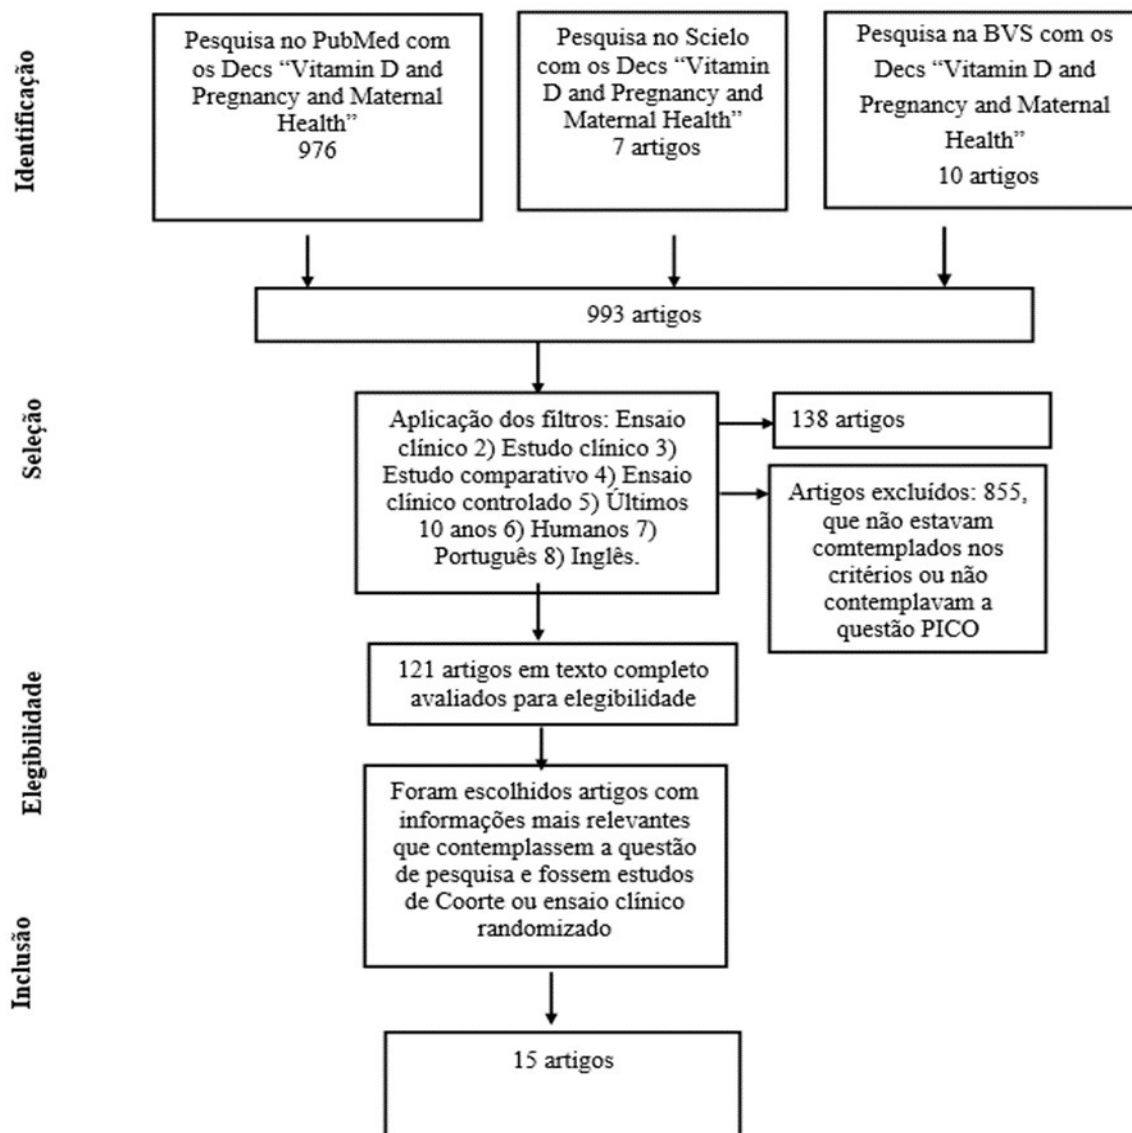 Identificação
Pesquisa no PubMed com
os Decs “Vitamin D and
Pregnancy and Maternal
Health”
976
Pesquisa no Scielo
com os Decs “Vitamin
D and Pregnancy and
Maternal Health”
7 artigos
Pesquisa na BVS com os
Decs “Vitamin D and
Pregnancy and Maternal
Health”
10 artigos
993 artigos
Seleção
Aplicação dos filtros: Ensaio
clínico 2) Estudo clínico 3)
Estudo comparativo 4) Ensaio
clínico controlado 5) Últimos
10 anos 6) Humanos 7)
Português 8) Inglês.
138 artigos
Artigos excluídos: 855,
que não estavam
comtemplados nos
critérios ou não
contemplavam a
questão PICO
Elegibilidade
121 artigos em texto completo
avaliados para elegibilidade
Foram escolhidos artigos com
informações mais relevantes
que contemplassem a questão
de pesquisa e fossem estudos
de Coorte ou ensaio clínico
randomizado
Inclusão
15 artigos